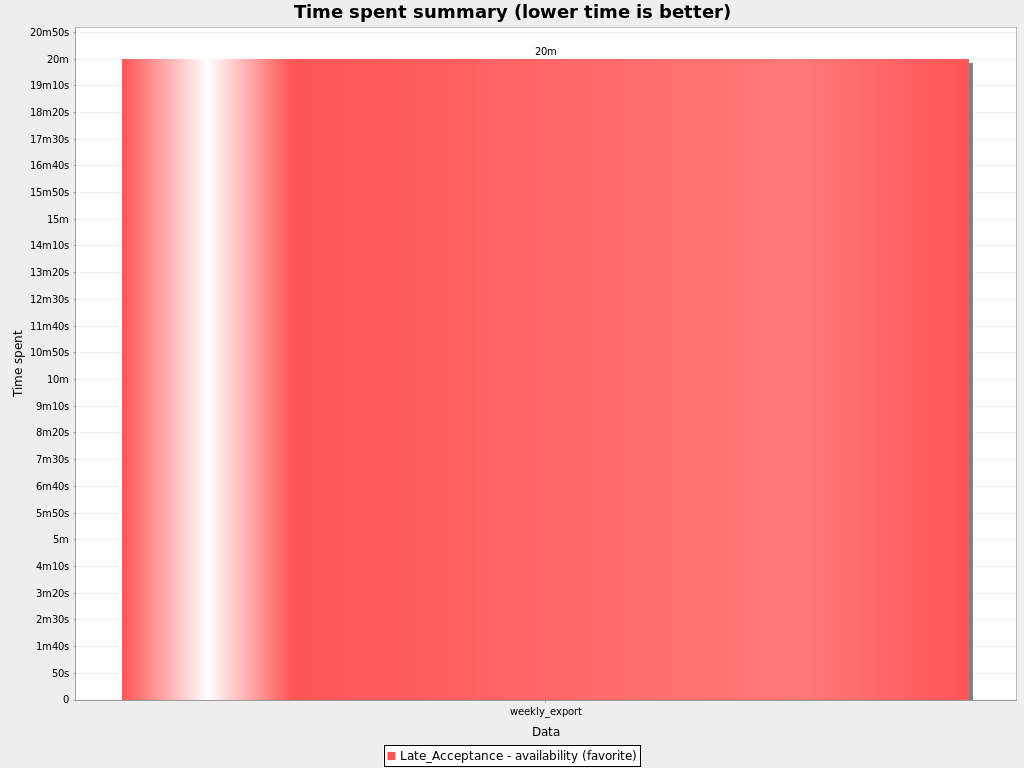 Time spent summary (lower time is better)
20m50s
20m
20m
19m10s
18m20s
17m30s
16m40s
15m50s
15m
14m10s
13m20s
12m30s
11m40s
10m50s
10m
9m10s
8m20s
7m30s
6m40s
5m50s
5m
4m10s
3m20s
2m30s
1m40s
50s
0
Time spent
weekly_export
Data
Late_Acceptance - availability (favorite)